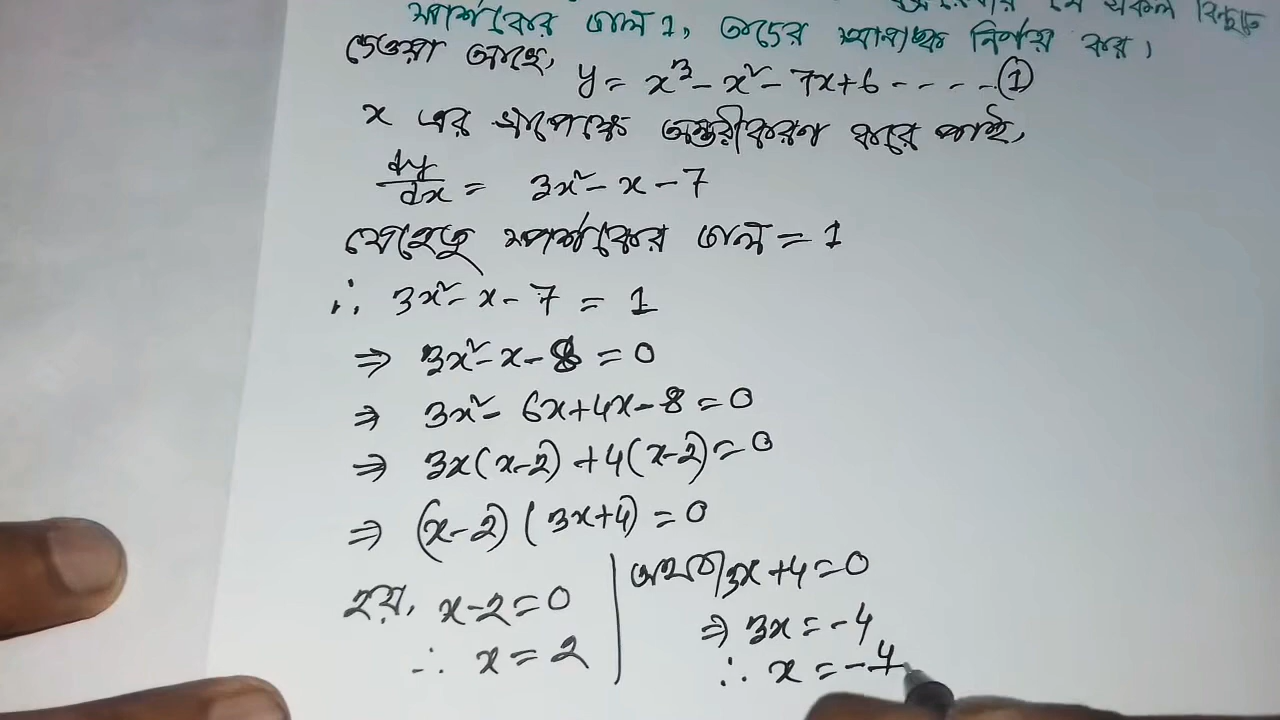 সকল বিন্দুতে
স্পর্শকের ঢাল 1, তাদের স্থানাঙ্ক নির্ণয় কর।
দেওয়া আছে,
y = x³ - x² - 7x + 6 - - - - - (1)
x এর সাপেক্ষে অন্তরীকরণ করে পাই,
dy/dx = 3x² - x - 7
যেহেতু স্পর্শকের ঢাল = 1
∴ 3x² - x - 7 = 1
⇒ 3x² - x - 8 = 0
⇒ 3x² - 6x + 4x - 8 = 0
⇒ 3x(x-2) + 4(x-2) = 0
⇒ (x-2)(3x+4) = 0
হয়, x-2 = 0
∴ x = 2
অথবা 3x + 4 = 0
⇒ 3x = -4
∴ x = -4